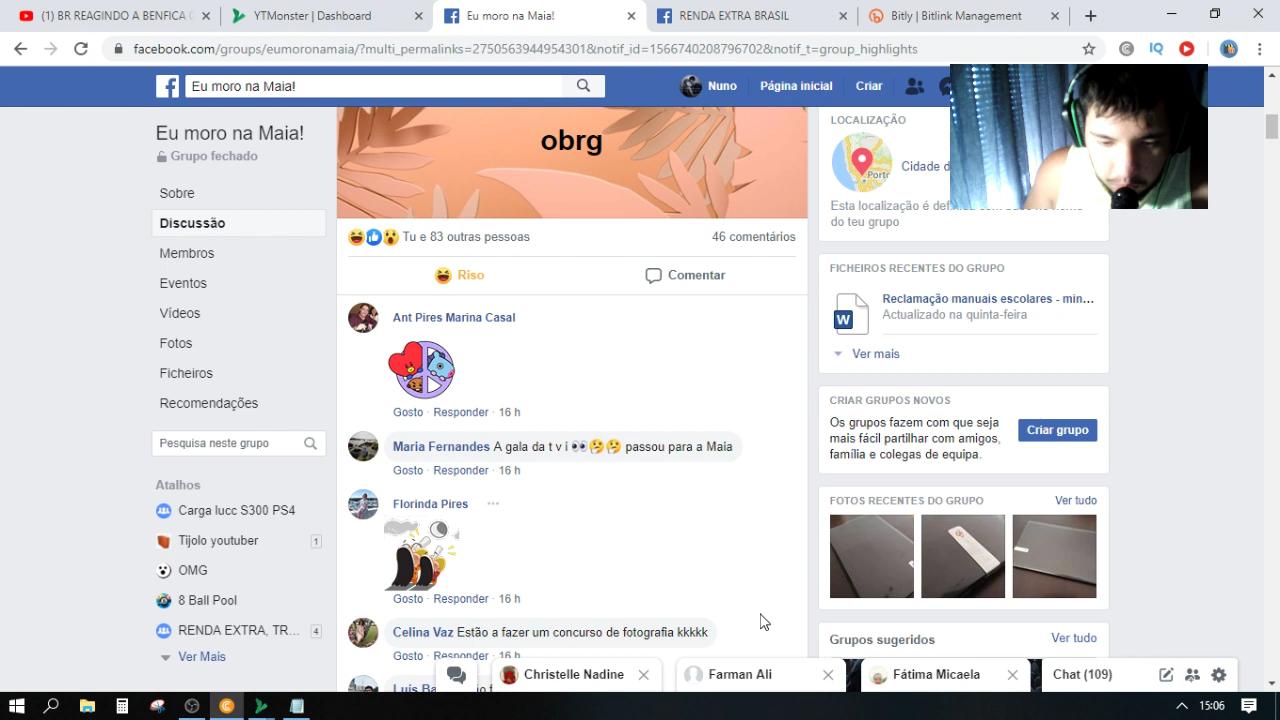 (1) BR REAGINDO A BENFICA
YTMonster | Dashboard
Eu moro na Maia!
RENDA EXTRA BRASIL
Bitly | Bitlink Management
facebook.com/groups/eumoronamaia/?multi_permalinks=2750563944954301&notif_id=1566740208796702&notif_t=group_highlights
Eu moro na Maia!
Nuno
Página inicial
Criar
Eu moro na Maia!
Grupo fechado
Sobre
Discussão
Membros
Eventos
Vídeos
Fotos
Ficheiros
Recomendações
Pesquisa neste grupo
Atalhos
Carga lucc S300 PS4
Tijolo youtuber 1
OMG
8 Ball Pool
RENDA EXTRA, TR... 4
Ver Mais
obrg
Tu e 83 outras pessoas
46 comentários
Riso
Comentar
Ant Pires Marina Casal
Gosto · Responder · 16 h
Maria Fernandes A gala da t v i 👀🤔🤔 passou para a Maia
Gosto · Responder · 16 h
Florinda Pires
Gosto · Responder · 16 h
Celina Vaz Estão a fazer um concurso de fotografia kkkkk
Gosto · Responder · 16 h
LOCALIZAÇÃO
Porto
Cidade d
Esta localização é
do teu grupo
FICHEIROS RECENTES DO GRUPO
W
Reclamação manuais escolares - min...
Actualizado na quinta-feira
Ver mais
CRIAR GRUPOS NOVOS
Os grupos fazem com que seja
mais fácil partilhar com amigos,
família e colegas de equipa.
Criar grupo
FOTOS RECENTES DO GRUPO
Ver tudo
Grupos sugeridos
Ver tudo
Christelle Nadine
Farman Ali
Fátima Micaela
Chat (109)
15:06